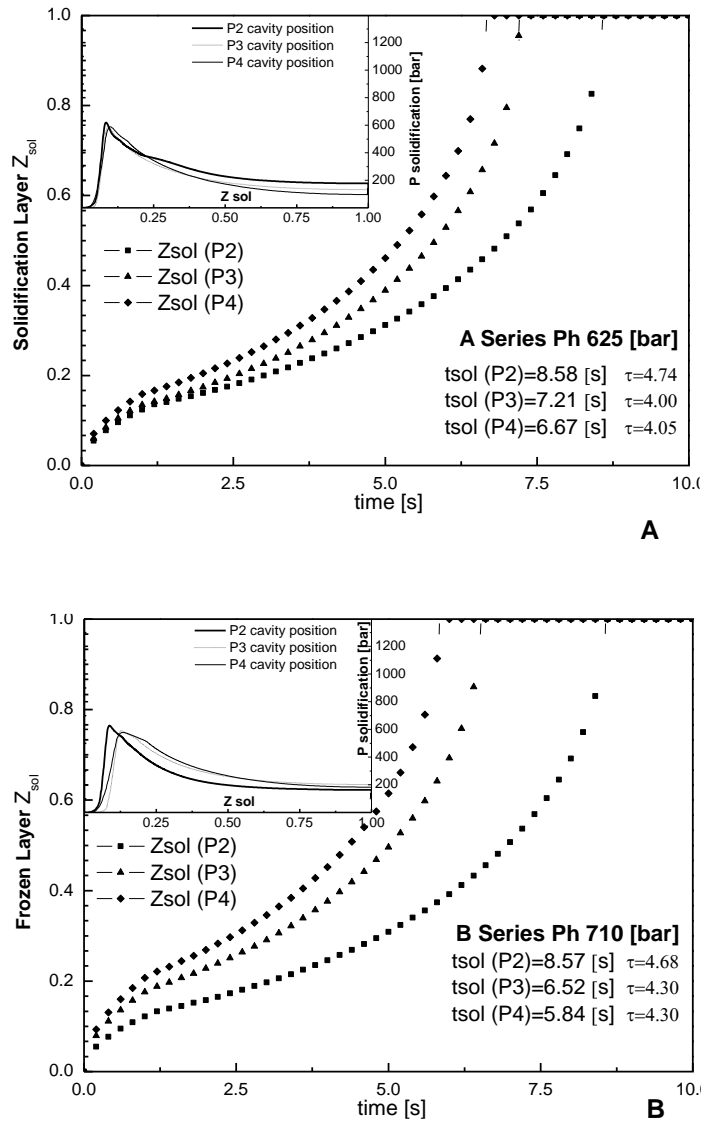 1.0
0.8
0.6
0.4
0.2
0.0
Solidification Layer Z sol
P2 cavity position
P3 cavity position
P4 cavity position
1200
1000
800
600
400
200
P solidification [bar]
Z sol
0.25
0.50
0.75
1.00
Zsol (P2)
Zsol (P3)
Zsol (P4)
A Series Ph 625 [bar]
tsol (P2)=8.58 [s] τ=4.74
tsol (P3)=7.21 [s] τ=4.00
tsol (P4)=6.67 [s] τ=4.05
0.0 2.5 5.0 7.5 10.0
time [s]
A
1.0
0.8
0.6
0.4
0.2
0.0
Frozen Layer Z sol
P2 cavity position
P3 cavity position
P4 cavity position
1400
1200
1000
800
600
400
200
P solidification [bar]
Z sol
0.25
0.50
0.75
1.00
Zsol (P2)
Zsol (P3)
Zsol (P4)
B Series Ph 710 [bar]
tsol (P2)=8.57 [s] τ=4.68
tsol (P3)=6.52 [s] τ=4.30
tsol (P4)=5.84 [s] τ=4.30
0.0 2.5 5.0 7.5 10.0
time [s]
B